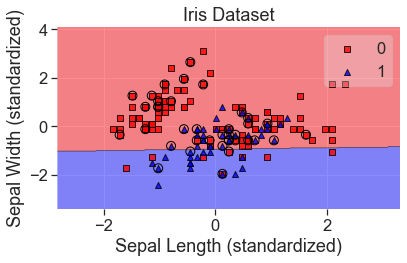 Iris Dataset
Sepal Width (standardized)
4
2
0
−2
0
1
−2 0 2
Sepal Length (standardized)